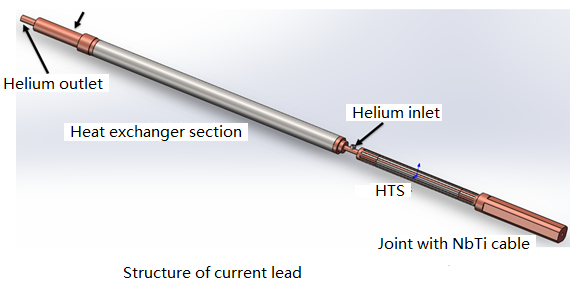 Helium outlet
Helium inlet
Heat exchanger section
HTS
Joint with NbTi cable
Structure of current lead